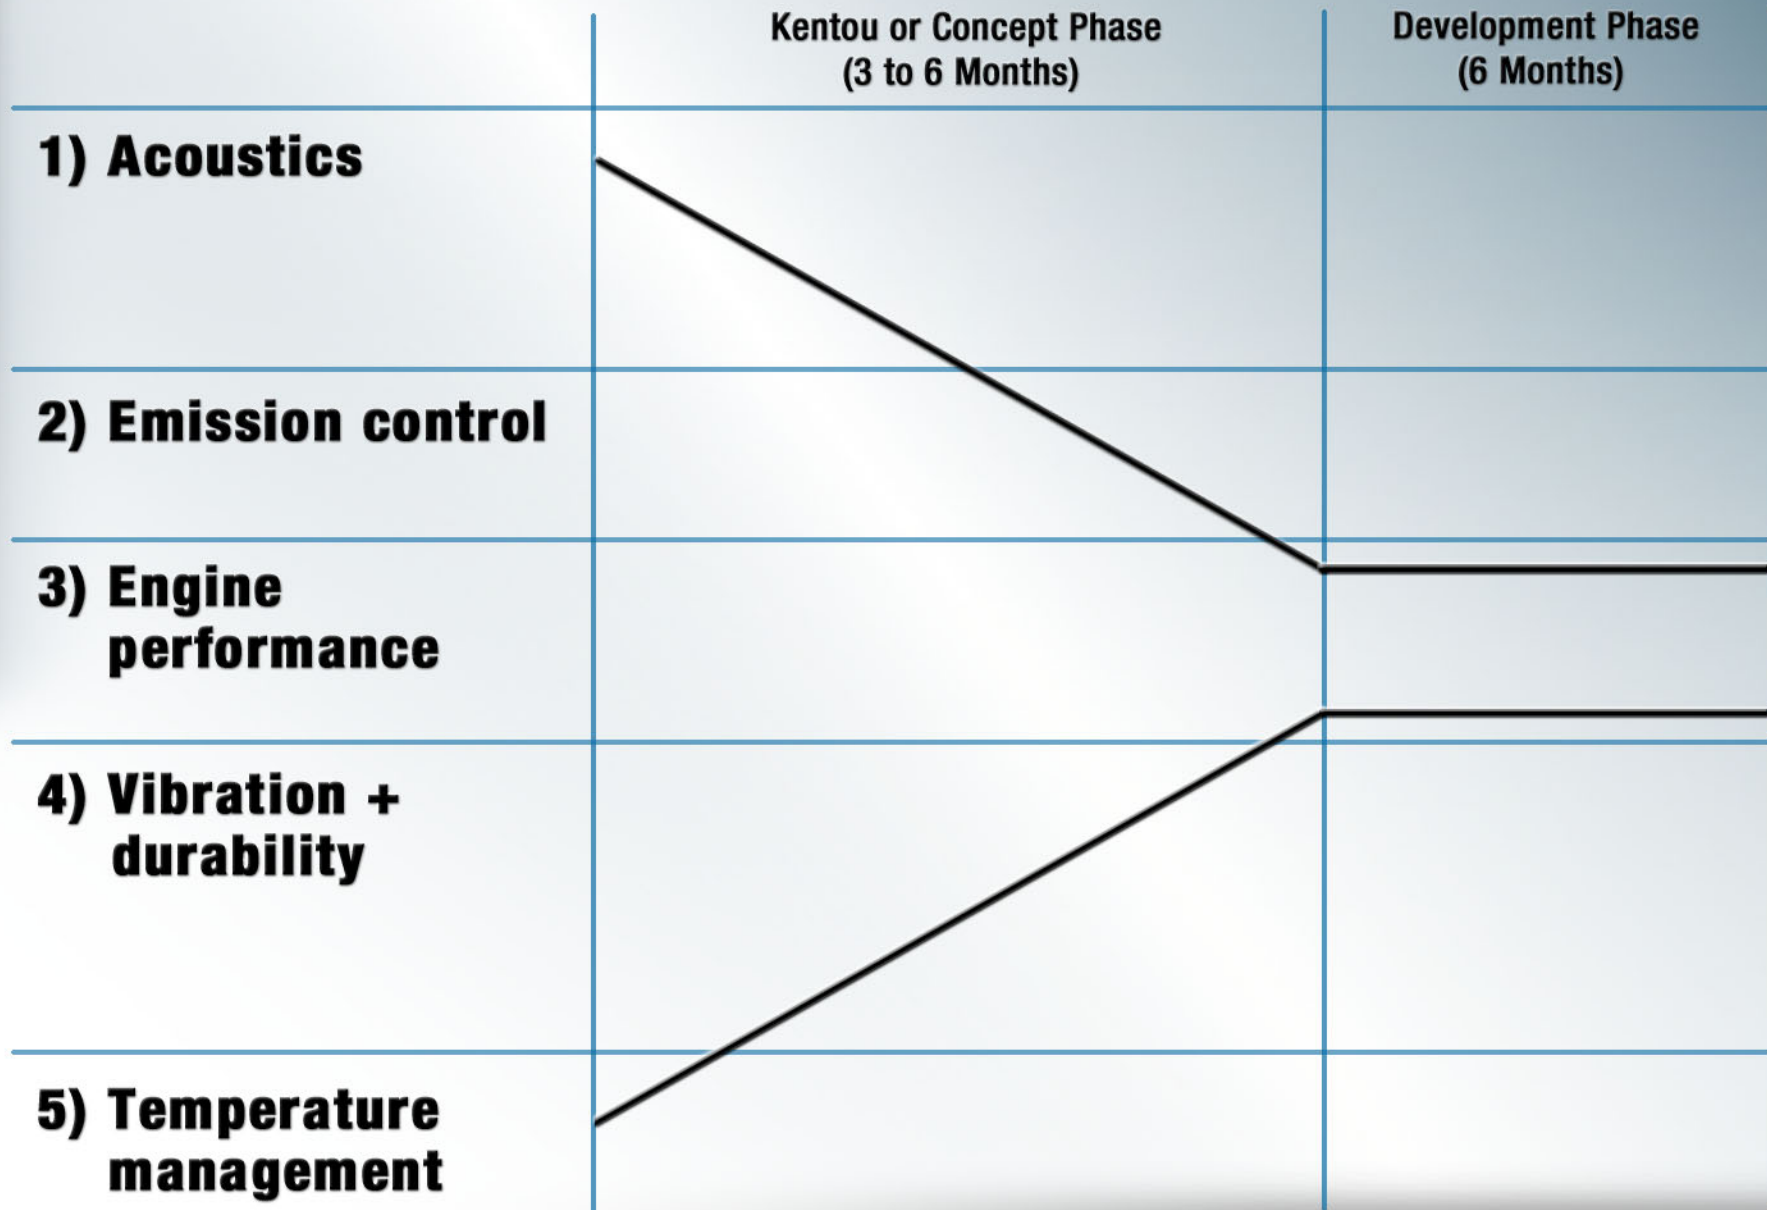 Kentou or Concept Phase
(3 to 6 Months)
Development Phase
(6 Months)
1) Acoustics
2) Emission control
3) Engine
performance
4) Vibration +
durability
5) Temperature
management